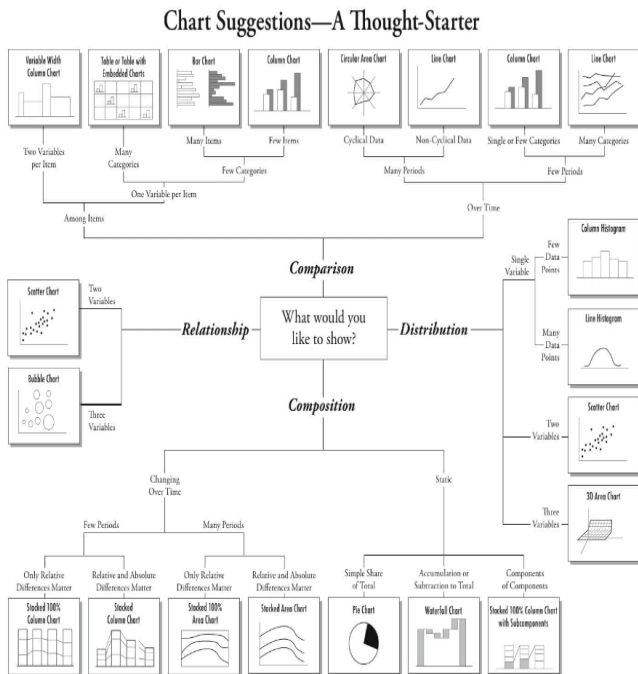 Chart Suggestions—A Thought-Starter
Variable Width
Column Chart
Table or Table with
Embedded Charts
Bar Chart
Column Chart
Circular Area Chart
Line Chart
Column Chart
Line Chart
Two Variables
per Item
Many
Categories
Many Items
Few Items
Cyclical Data
Non-Cyclical Data
Single or Few Categories
Many Categories
Few Categories
Many Periods
Few Periods
One Variable per Item
Among Items
Over Time
Comparison
What would you
like to show?
Relationship
Scatter Chart
Two
Variables
Bubble Chart
Three
Variables
Distribution
Single
Variable
Few
Data
Points
Column Histogram
Many
Data
Points
Line Histogram
Two
Variables
Scatter Chart
Three
Variables
3D Area Chart
Composition
Changing
Over Time
Static
Few Periods
Many Periods
Only Relative
Differences Matter
Relative and Absolute
Differences Matter
Only Relative
Differences Matter
Relative and Absolute
Differences Matter
Simple Share
of Total
Accumulation or
Subtraction to Total
Components
of Components
Stacked 100%
Column Chart
Stacked
Column Chart
Stacked 100%
Area Chart
Stacked Area Chart
Pie Chart
Waterfall Chart
Stacked 100% Column Chart
with Subcomponents